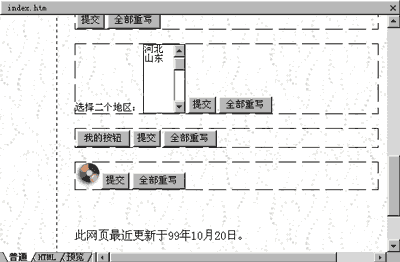 index.htm
提交 全部重写
河北
山东
选择二个地区: 提交 全部重写
我的按钮 提交 全部重写
提交 全部重写
此网页最近更新于99年10月20日。
普通 HTML 预览